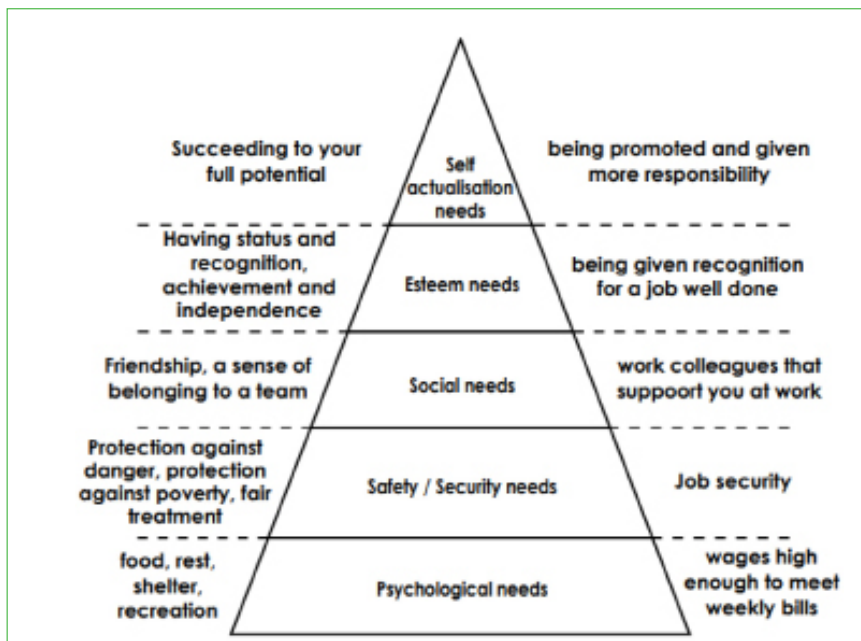 Succeeding to your
full potential
Self
actualisation
needs
being promoted and given
more responsibility
Having status and
recognition,
achievement and
independence
Esteem needs
being given recognition
for a job well done
Friendship, a sense of
belonging to a team
Social needs
work colleagues that
suppoort you at work
Protection against
danger, protection
against poverty, fair
treatment
Safety / Security needs
Job security
food, rest,
shelter,
recreation
Psychological needs
wages high
enough to meet
weekly bills